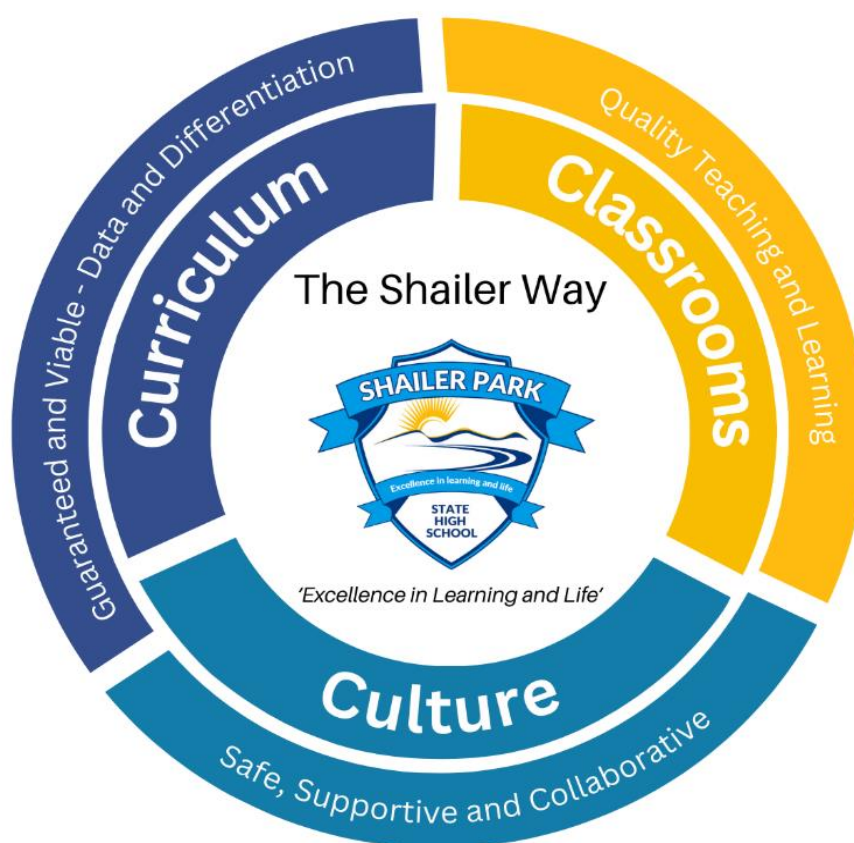 Guaranteed and Viable - Data and Differentiation
Curriculum
Quality Teaching and Learning
Classrooms
The Shailer Way
SHAILER PARK
Excellence in learning and life
STATE
HIGH
SCHOOL
‘Excellence in Learning and Life’
Culture
Safe, Supportive and Collaborative